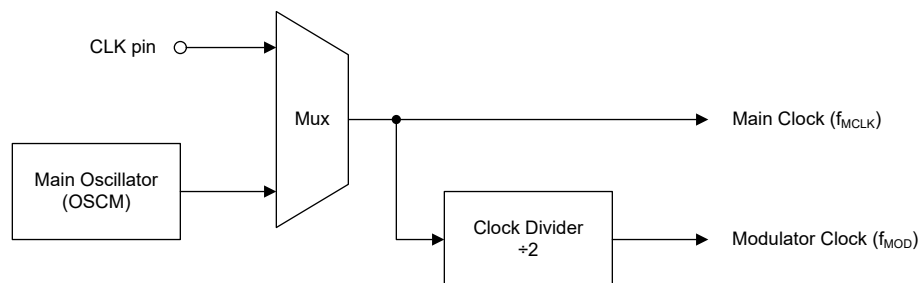 CLK pin
Mux
Main Clock (fMCLK)
Main Oscillator
(OSCM)
Clock Divider
÷2
Modulator Clock (fMOD)